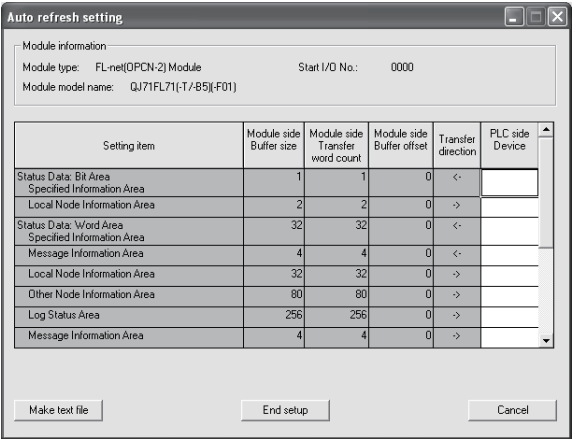 Auto refresh setting
Module information
Module type: FL-net(OPCN-2) Module Start I/O No.: 0000
Module model name: QJ71FL71(-T/-B5)(-F01)
Setting item Module side Buffer size Module side Transfer word count Module side Buffer offset Transfer direction PLC side Device
Status Data: Bit Area
Specified Information Area 1 1 0 <-
Local Node Information Area 2 2 0 ->
Status Data: Word Area
Specified Information Area 32 32 0 <-
Message Information Area 4 4 0 <-
Local Node Information Area 32 32 0 ->
Other Node Information Area 80 80 0 ->
Log Status Area 256 256 0 ->
Message Information Area 4 4 0 ->
Make text file End setup Cancel